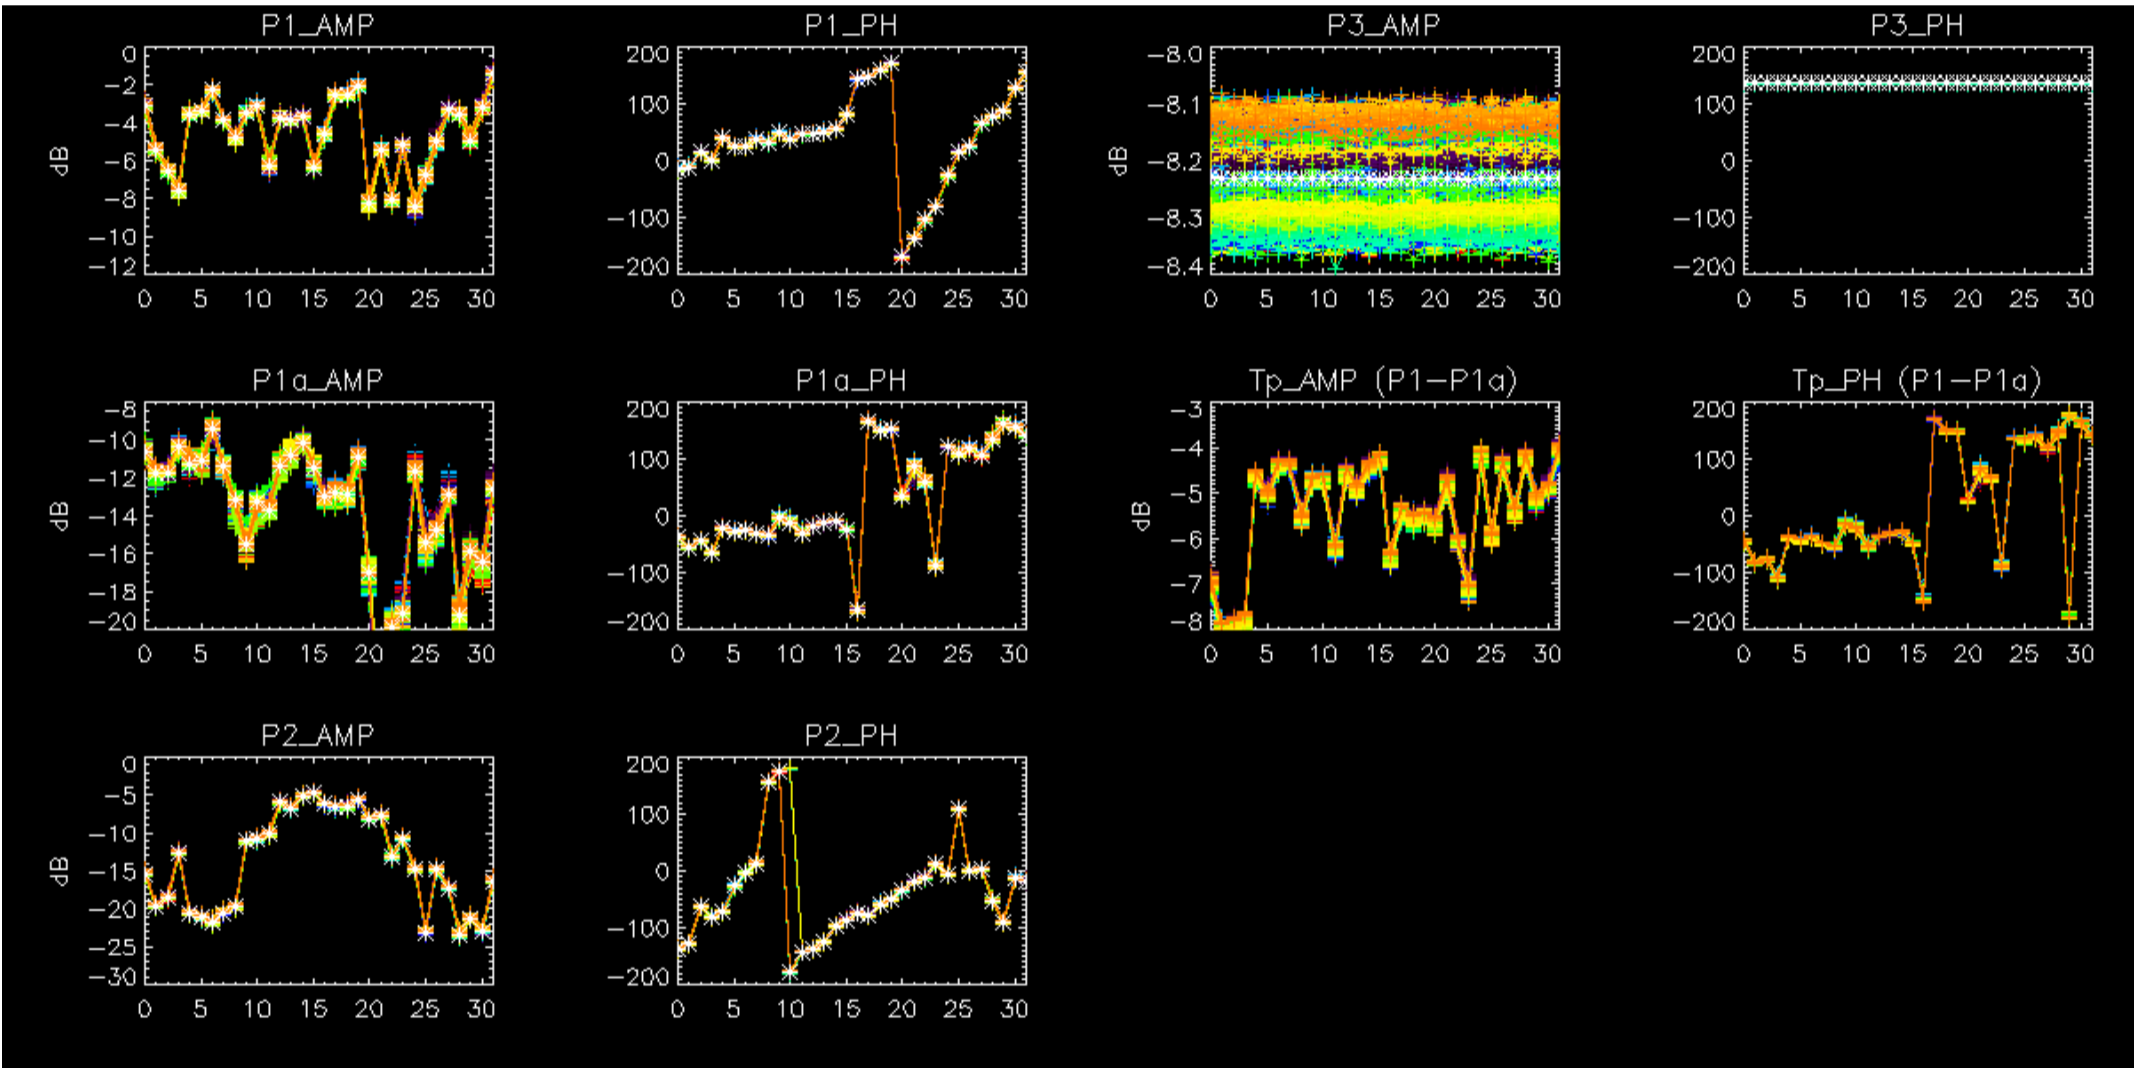 P1_AMP
0
−2
−4
−6
−8
−10
−12
dB
0 5 10 15 20 25 30
P1_PH
200
100
0
−100
−200
0 5 10 15 20 25 30
P3_AMP
−8.0
−8.1
−8.2
−8.3
−8.4
dB
0 5 10 15 20 25 30
P3_PH
200
100
0
−100
−200
0 5 10 15 20 25 30
P1a_AMP
−8
−10
−12
−14
−16
−18
−20
dB
0 5 10 15 20 25 30
P1a_PH
200
100
0
−100
−200
0 5 10 15 20 25 30
Tp_AMP (P1−P1a)
−3
−4
−5
−6
−7
−8
dB
0 5 10 15 20 25 30
Tp_PH (P1−P1a)
200
100
0
−100
−200
0 5 10 15 20 25 30
P2_AMP
0
−5
−10
−15
−20
−25
−30
dB
0 5 10 15 20 25 30
P2_PH
200
100
0
−100
−200
0 5 10 15 20 25 30